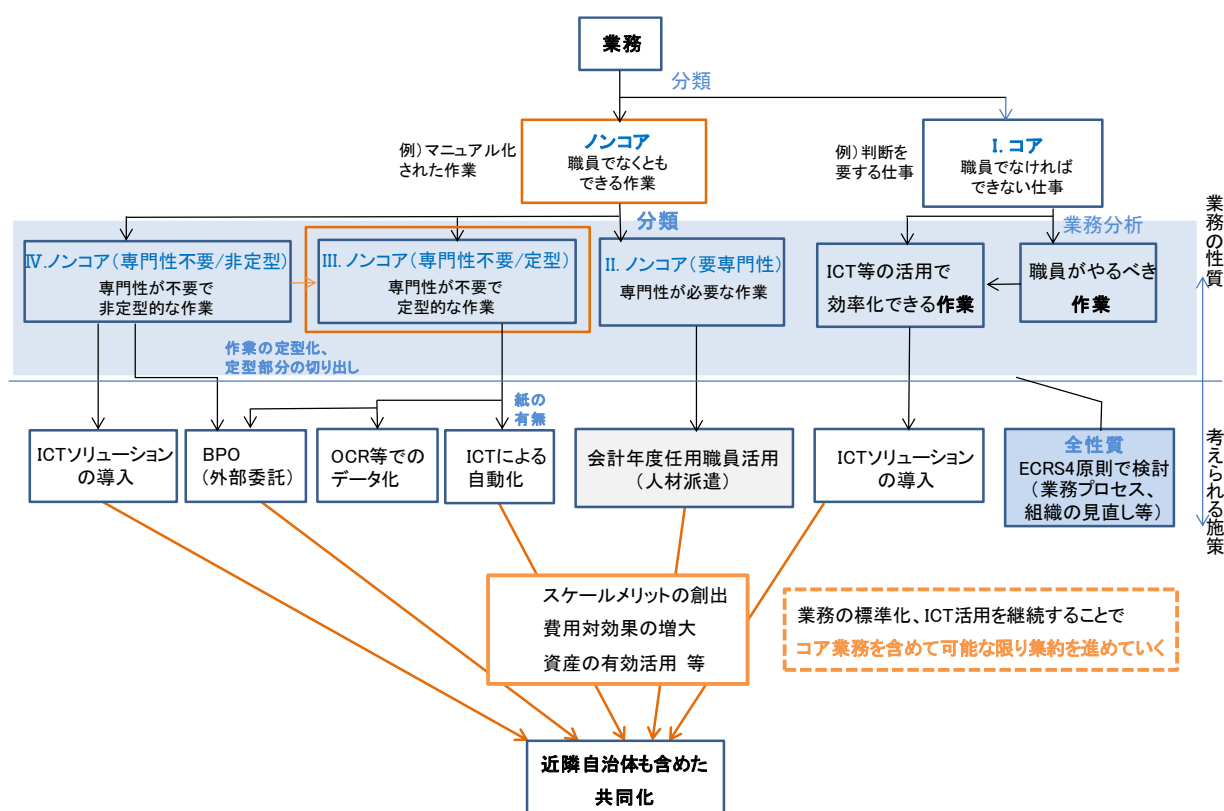 業務
分類
例）マニュアル化
された作業
ノンコア
職員でなくとも
できる作業
例）判断を
要する仕事
I. コア
職員でなければ
できない仕事
業務の性質
分類
業務分析
IV.ノンコア（専門性不要/非定型）
専門性が不要で
非定型的な作業
III. ノンコア（専門性不要/定型）
専門性が不要で
定型的な作業
II. ノンコア（要専門性）
専門性が必要な作業
ICT等の活用で
効率化できる作業
職員がやるべき
作業
作業の定型化、
定型部分の切り出し
紙の
有無
考えられる施策
ICTソリューション
の導入
BPO
（外部委託）
OCR等での
データ化
ICTによる
自動化
会計年度任用職員活用
（人材派遣）
ICTソリューション
の導入
全性質
ECRS4原則で検討
（業務プロセス、
組織の見直し等）
スケールメリットの創出
費用対効果の増大
資産の有効活用 等
業務の標準化、ICT活用を継続することで
コア業務を含めて可能な限り集約を進めていく
近隣自治体も含めた
共同化